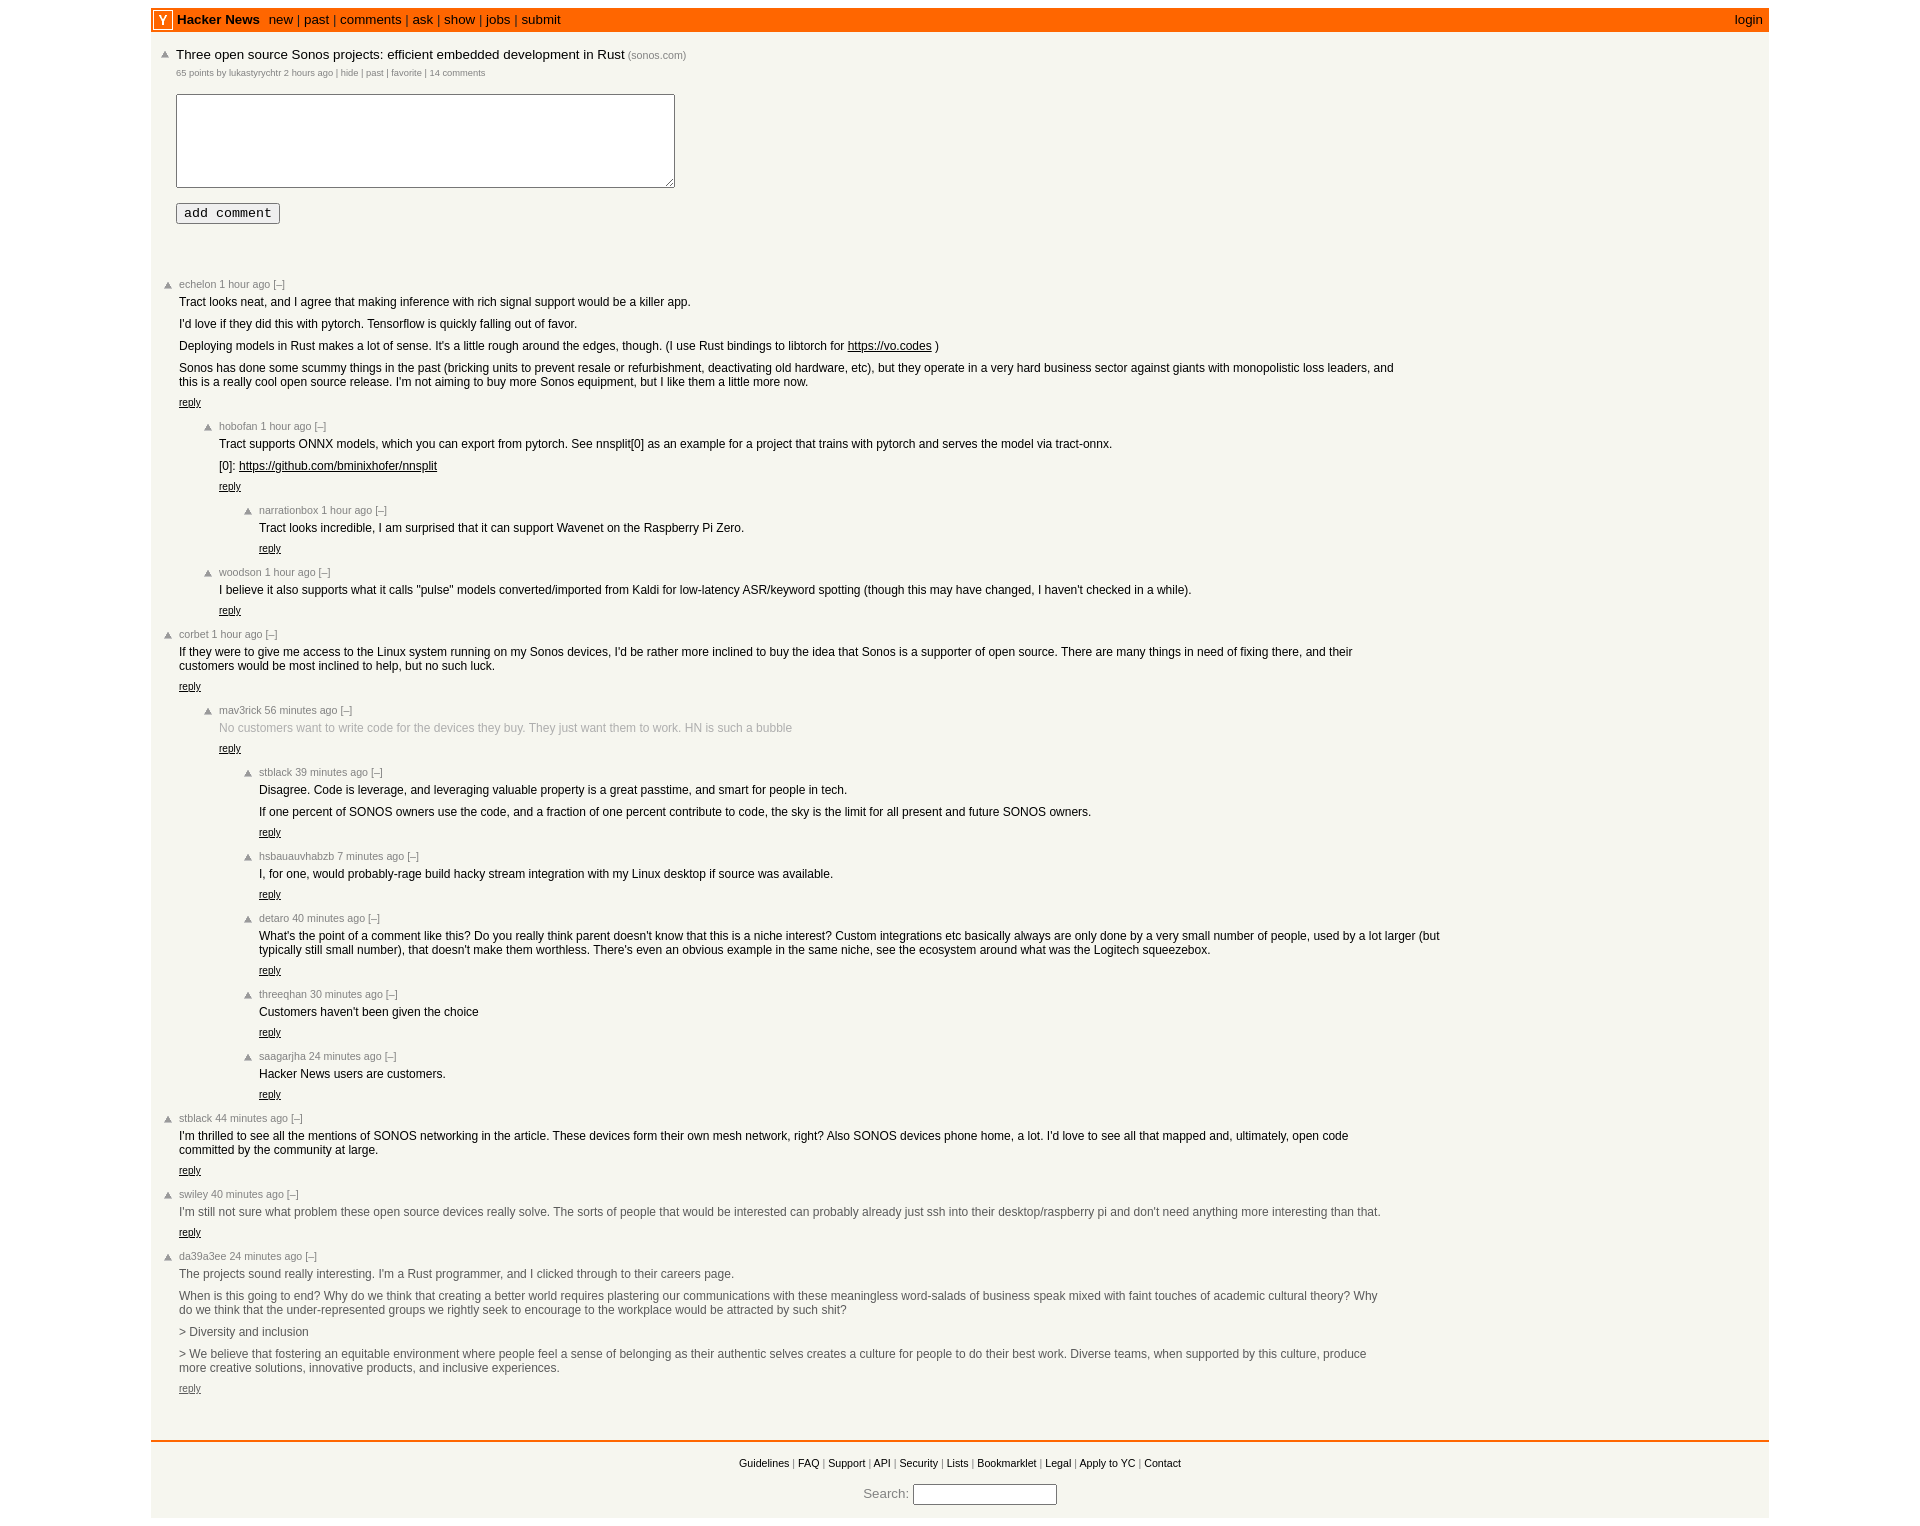 Y Hacker News new | past | comments | ask | show | jobs | submit login
Three open source Sonos projects: efficient embedded development in Rust (sonos.com)
65 points by lukastyrychtr 2 hours ago | hide | past | favorite | 14 comments
add comment
echelon 1 hour ago [–]
Tract looks neat, and I agree that making inference with rich signal support would be a killer app.
I'd love if they did this with pytorch. Tensorflow is quickly falling out of favor.
Deploying models in Rust makes a lot of sense. It's a little rough around the edges, though. (I use Rust bindings to libtorch for https://vo.codes )
Sonos has done some scummy things in the past (bricking units to prevent resale or refurbishment, deactivating old hardware, etc), but they operate in a very hard business sector against giants with monopolistic loss leaders, and
this is a really cool open source release. I'm not aiming to buy more Sonos equipment, but I like them a little more now.
reply
hobofan 1 hour ago [–]
Tract supports ONNX models, which you can export from pytorch. See nnsplit[0] as an example for a project that trains with pytorch and serves the model via tract-onnx.
[0]: https://github.com/bminixhofer/nnsplit
reply
narrationbox 1 hour ago [–]
Tract looks incredible, I am surprised that it can support Wavenet on the Raspberry Pi Zero.
reply
woodson 1 hour ago [–]
I believe it also supports what it calls "pulse" models converted/imported from Kaldi for low-latency ASR/keyword spotting (though this may have changed, I haven't checked in a while).
reply
corbet 1 hour ago [–]
If they were to give me access to the Linux system running on my Sonos devices, I'd be rather more inclined to buy the idea that Sonos is a supporter of open source. There are many things in need of fixing there, and their
customers would be most inclined to help, but no such luck.
reply
mav3rick 56 minutes ago [–]
No customers want to write code for the devices they buy. They just want them to work. HN is such a bubble
reply
stblack 39 minutes ago [–]
Disagree. Code is leverage, and leveraging valuable property is a great passtime, and smart for people in tech.
If one percent of SONOS owners use the code, and a fraction of one percent contribute to code, the sky is the limit for all present and future SONOS owners.
reply
hsbauauvhabzb 7 minutes ago [–]
I, for one, would probably-rage build hacky stream integration with my Linux desktop if source was available.
reply
detaro 40 minutes ago [–]
What's the point of a comment like this? Do you really think parent doesn't know that this is a niche interest? Custom integrations etc basically always are only done by a very small number of people, used by a lot larger (but
typically still small number), that doesn't make them worthless. There's even an obvious example in the same niche, see the ecosystem around what was the Logitech squeezebox.
reply
threeqhan 30 minutes ago [–]
Customers haven't been given the choice
reply
saagarjha 24 minutes ago [–]
Hacker News users are customers.
reply
stblack 44 minutes ago [–]
I'm thrilled to see all the mentions of SONOS networking in the article. These devices form their own mesh network, right? Also SONOS devices phone home, a lot. I'd love to see all that mapped and, ultimately, open code
committed by the community at large.
reply
swiley 40 minutes ago [–]
I'm still not sure what problem these open source devices really solve. The sorts of people that would be interested can probably already just ssh into their desktop/raspberry pi and don't need anything more interesting than that.
reply
da39a3ee 24 minutes ago [–]
The projects sound really interesting. I'm a Rust programmer, and I clicked through to their careers page.
When is this going to end? Why do we think that creating a better world requires plastering our communications with these meaningless word-salads of business speak mixed with faint touches of academic cultural theory? Why
do we think that the under-represented groups we rightly seek to encourage to the workplace would be attracted by such shit?
> Diversity and inclusion
> We believe that fostering an equitable environment where people feel a sense of belonging as their authentic selves creates a culture for people to do their best work. Diverse teams, when supported by this culture, produce
more creative solutions, innovative products, and inclusive experiences.
reply
Guidelines | FAQ | Support | API | Security | Lists | Bookmarklet | Legal | Apply to YC | Contact
Search: